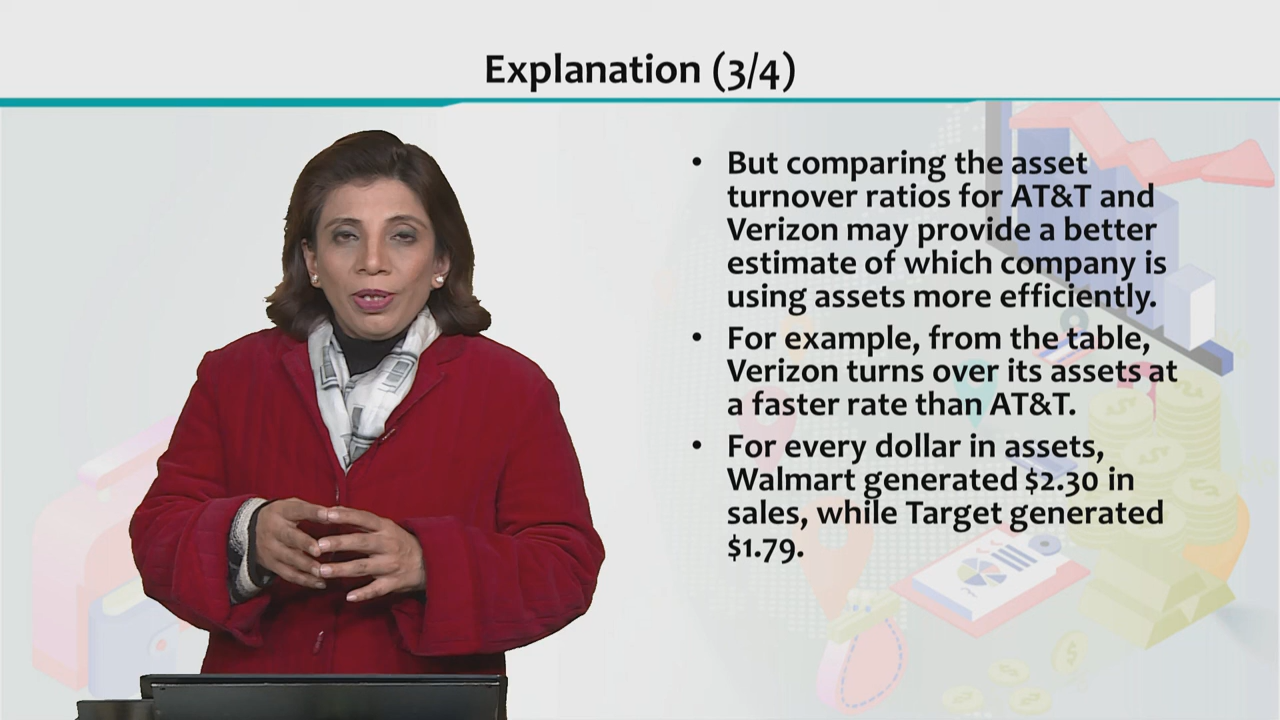 Explanation (3/4)
• But comparing the asset
turnover ratios for AT&T and
Verizon may provide a better
estimate of which company is
using assets more efficiently.
• For example, from the table,
Verizon turns over its assets at
a faster rate than AT&T.
• For every dollar in assets,
Walmart generated $2.30 in
sales, while Target generated
$1.79.